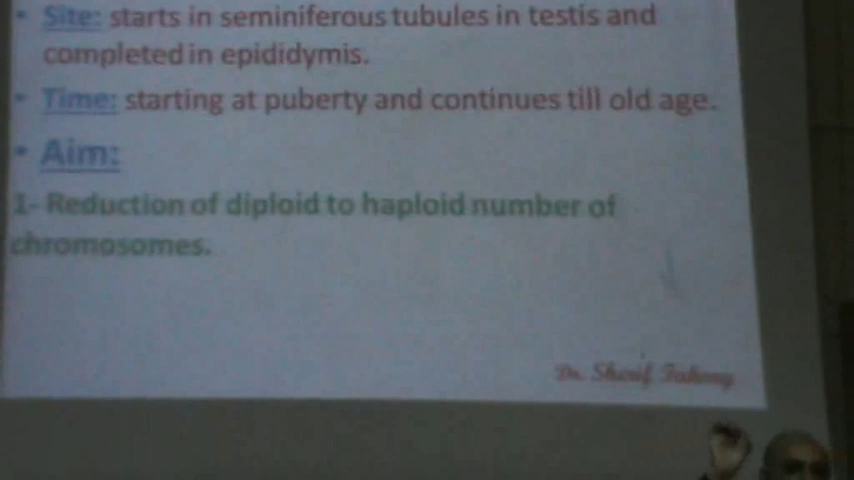 • Site: starts in seminiferous tubules in testis and
completed in epididymis.
• Time: starting at puberty and continues till old age.
• Aim:
1- Reduction of diploid to haploid number of
chromosomes.
Dr. Sherif Fahmy